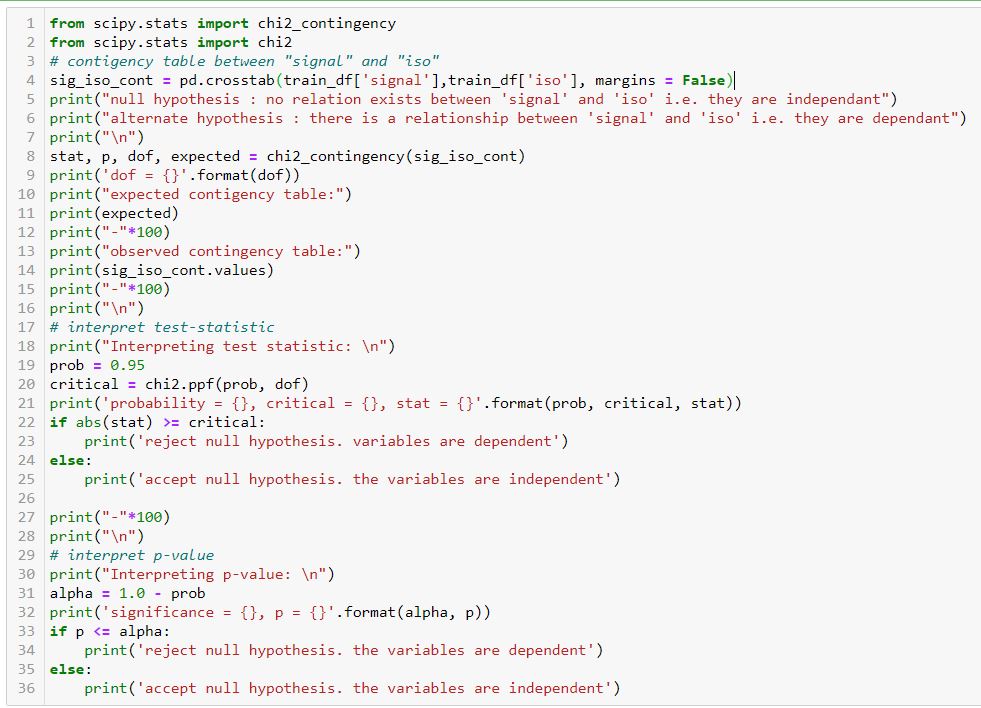 1 from scipy.stats import chi2_contingency
2 from scipy.stats import chi2
3 # contigency table between "signal" and "iso"
4 sig_iso_cont = pd.crosstab(train_df['signal'],train_df['iso'], margins = False)
5 print("null hypothesis : no relation exists between 'signal' and 'iso' i.e. they are independant")
6 print("alternate hypothesis : there is a relationship between 'signal' and 'iso' i.e. they are dependant")
7 print("\n")
8 stat, p, dof, expected = chi2_contingency(sig_iso_cont)
9 print('dof = {}'.format(dof))
10 print("expected contigency table:")
11 print(expected)
12 print("-"*100)
13 print("observed contingency table:")
14 print(sig_iso_cont.values)
15 print("-"*100)
16 print("\n")
17 # interpret test-statistic
18 print("Interpreting test statistic: \n")
19 prob = 0.95
20 critical = chi2.ppf(prob, dof)
21 print('probability = {}, critical = {}, stat = {}'.format(prob, critical, stat))
22 if abs(stat) >= critical:
23     print('reject null hypothesis. variables are dependent')
24 else:
25     print('accept null hypothesis. the variables are independent')
26
27 print("-"*100)
28 print("\n")
29 # interpret p-value
30 print("Interpreting p-value: \n")
31 alpha = 1.0 - prob
32 print('significance = {}, p = {}'.format(alpha, p))
33 if p <= alpha:
34     print('reject null hypothesis. the variables are dependent')
35 else:
36     print('accept null hypothesis. the variables are independent')